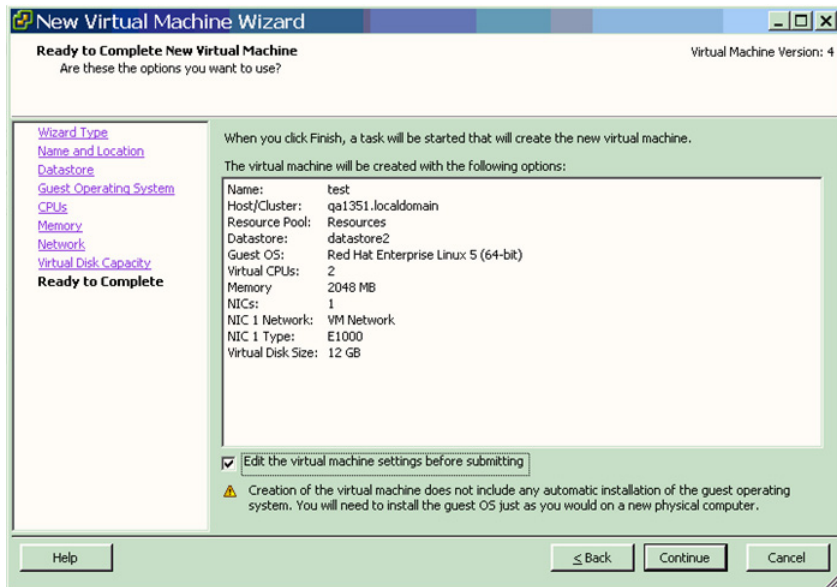 New Virtual Machine Wizard
Ready to Complete New Virtual Machine
Are these the options you want to use?
Virtual Machine Version: 4
Wizard Type
Name and Location
Datastore
Guest Operating System
CPUs
Memory
Network
Virtual Disk Capacity
Ready to Complete
When you click Finish, a task will be started that will create the new virtual machine.
The virtual machine will be created with the following options:
Name: test
Host/Cluster: qa1351.localdomain
Resource Pool: Resources
Datastore: datastore2
Guest OS: Red Hat Enterprise Linux 5 (64-bit)
Virtual CPUs: 2
Memory 2048 MB
NICs: 1
NIC 1 Network: VM Network
NIC 1 Type: E1000
Virtual Disk Size: 12 GB
Edit the virtual machine settings before submitting
Creation of the virtual machine does not include any automatic installation of the guest operating
system. You will need to install the guest OS just as you would on a new physical computer.
Help
< Back
Continue
Cancel